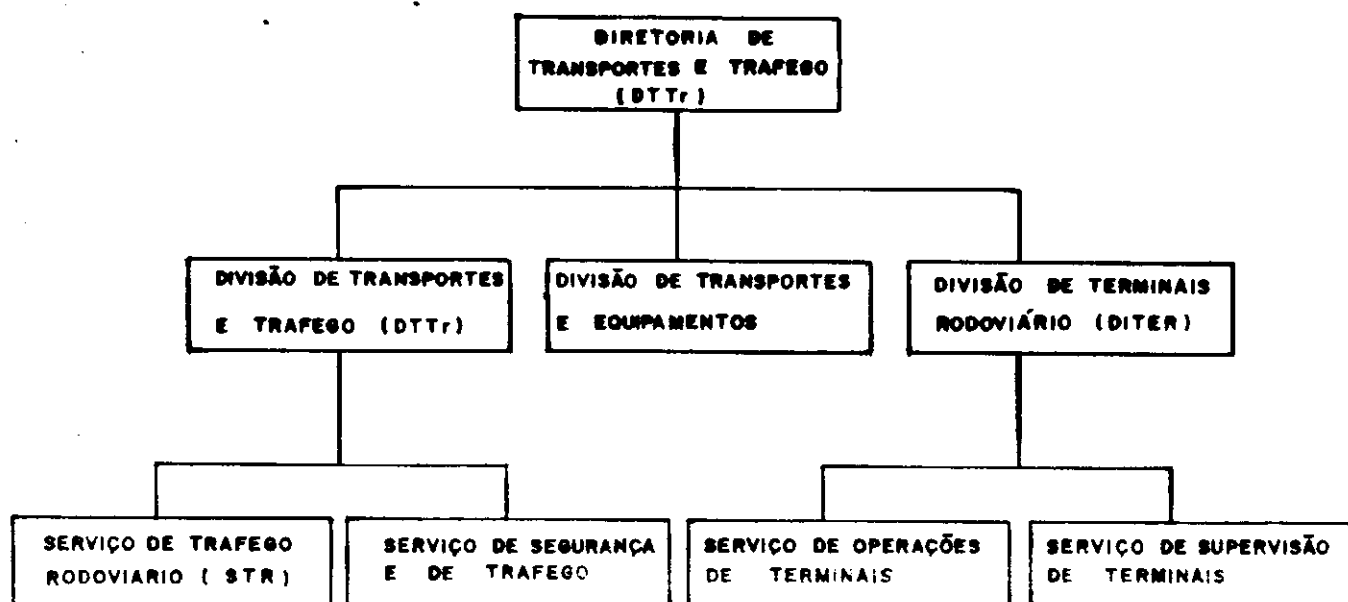 DIRETORIA DE
TRANSPORTES E TRAFEGO
(DTTr)
DIVISÃO DE TRANSPORTES
E TRAFEGO (DTTr)
DIVISÃO DE TRANSPORTES
E EQUIPAMENTOS
DIVISÃO DE TERMINAIS
RODOVIÁRIO (DITER)
SERVIÇO DE TRAFEGO
RODOVIARIO ( STR )
SERVIÇO DE SEGURANÇA
E DE TRAFEGO
SERVIÇO DE OPERAÇÕES
DE TERMINAIS
SERVIÇO DE SUPERVISÃO
DE TERMINAIS